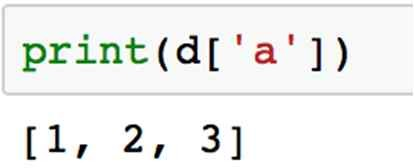 print(d['a'])
[1, 2, 3]